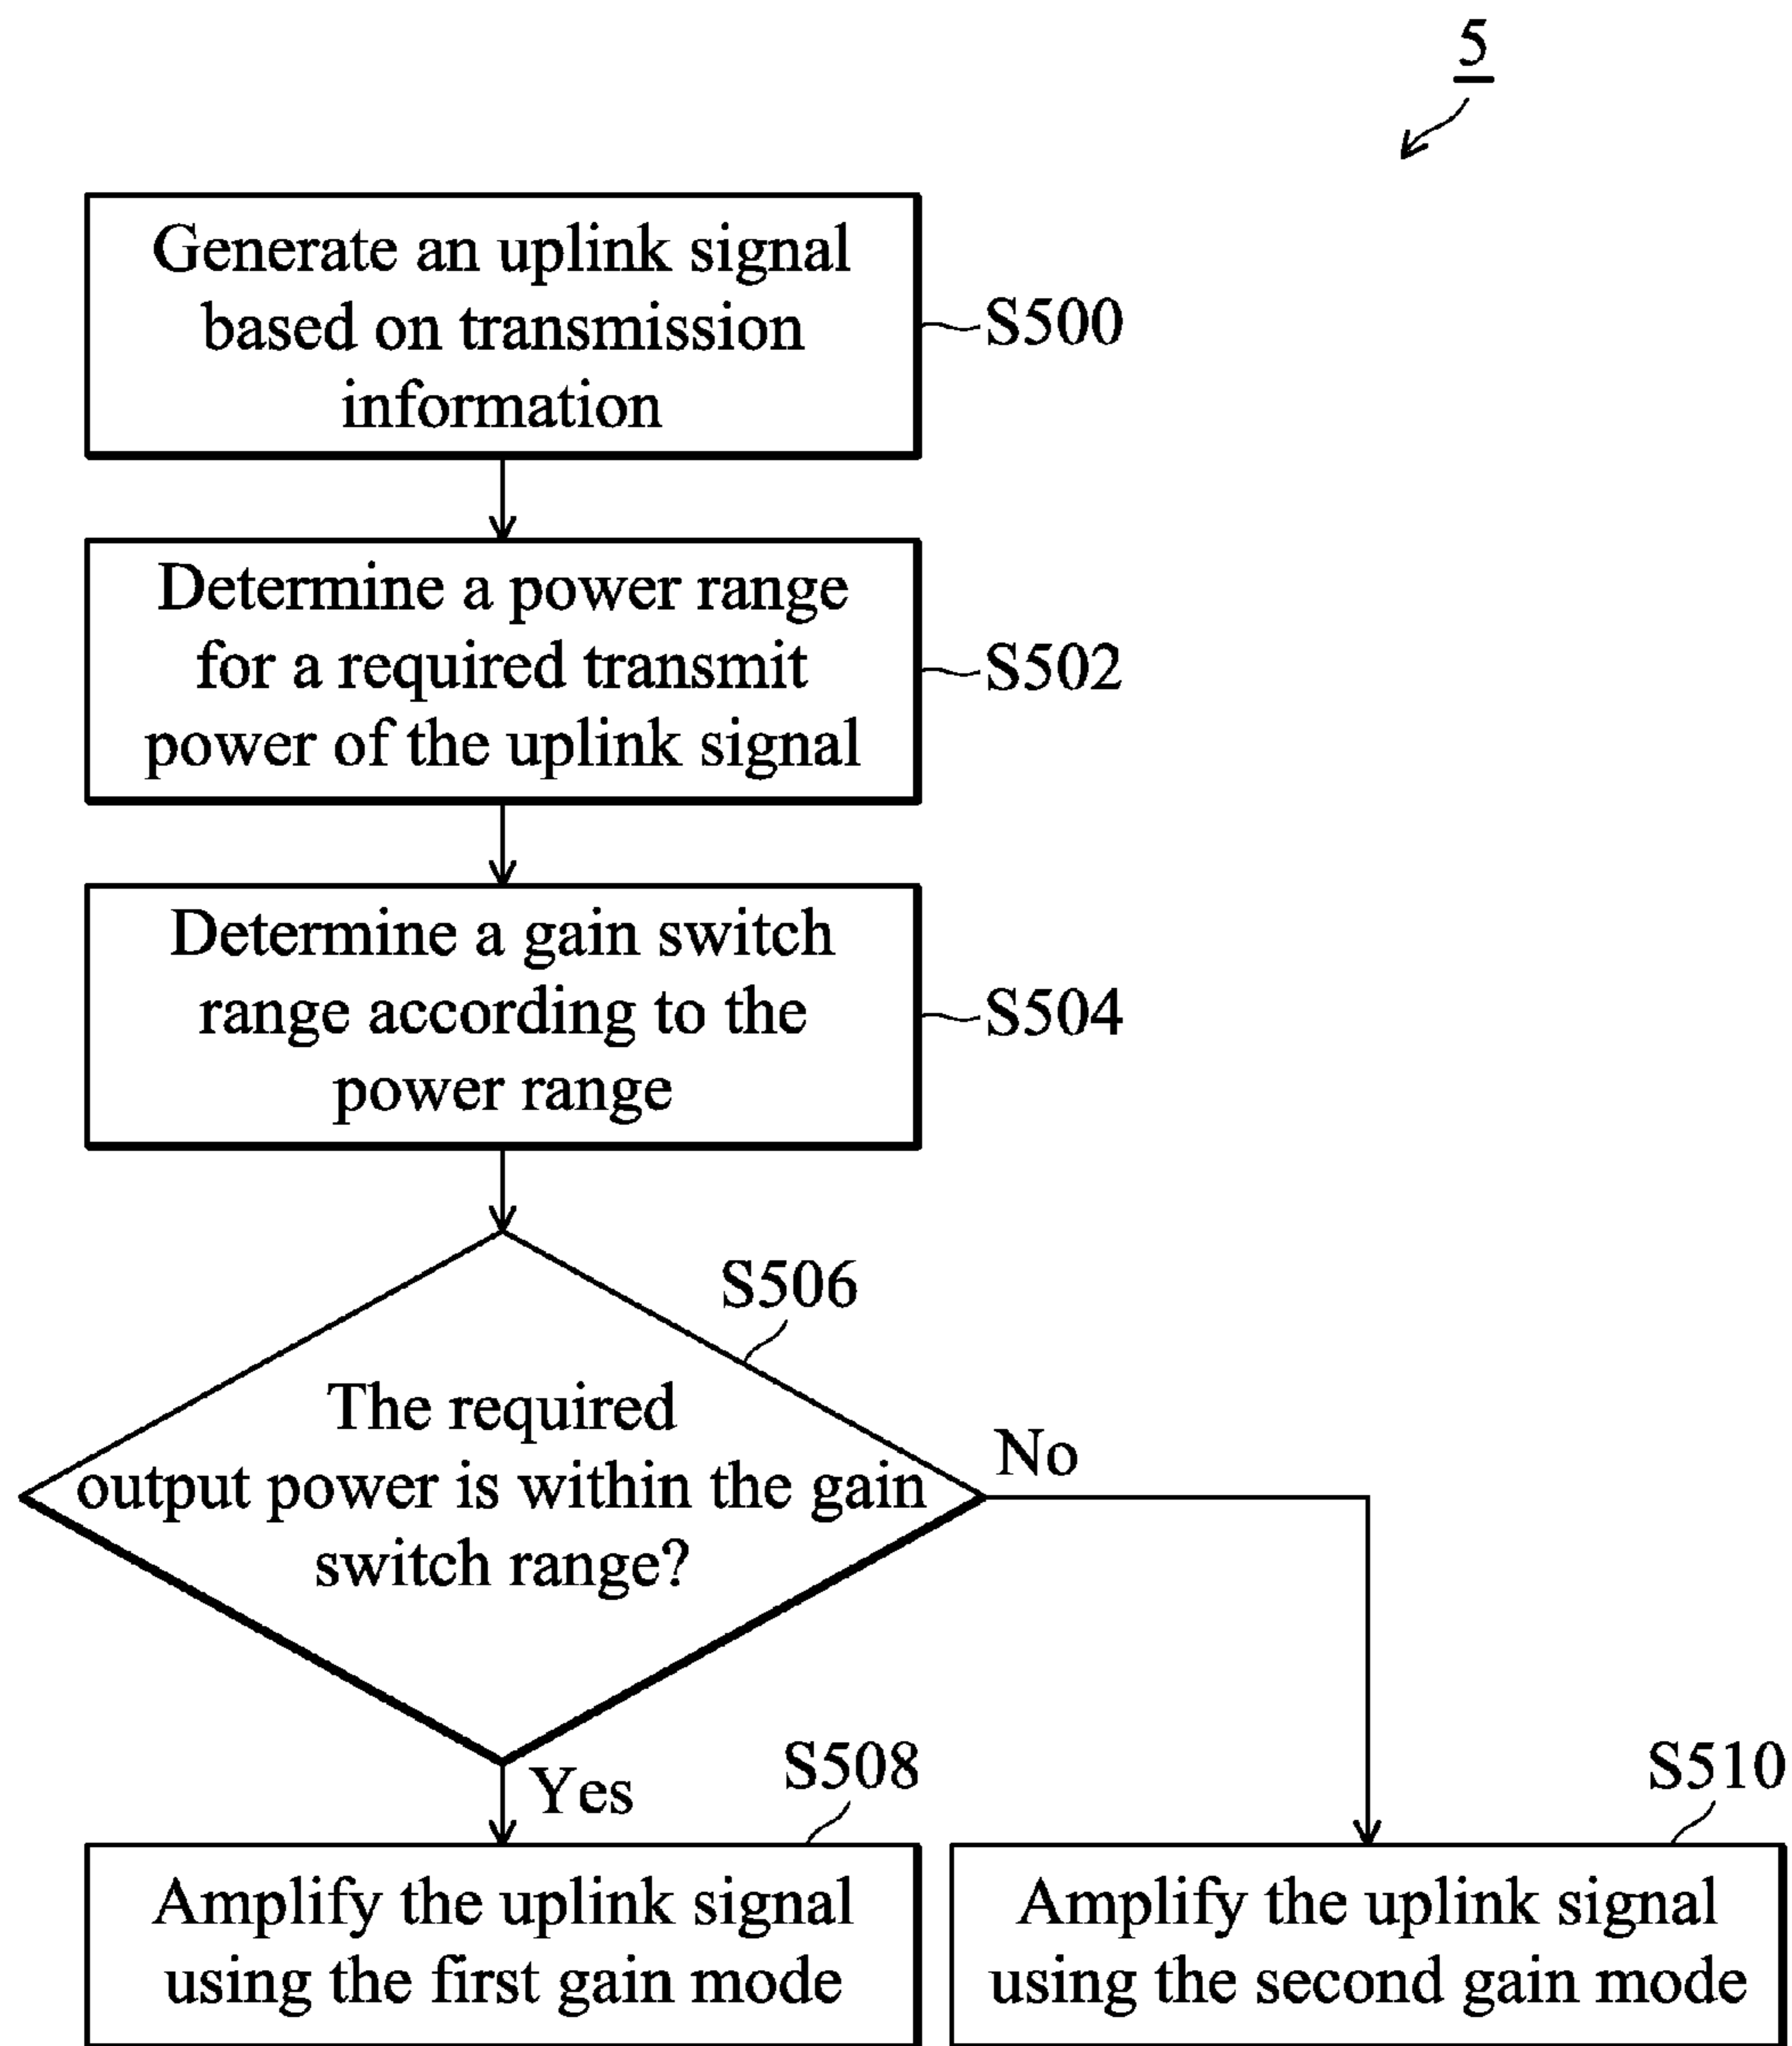 5
Generate an uplink signal
based on transmission
information
S500
Determine a power range
for a required transmit
power of the uplink signal
S502
Determine a gain switch
range according to the
power range
S504
S506
The required
output power is within the gain
switch range?
No
Yes
S508
Amplify the uplink signal
using the first gain mode
S510
Amplify the uplink signal
using the second gain mode